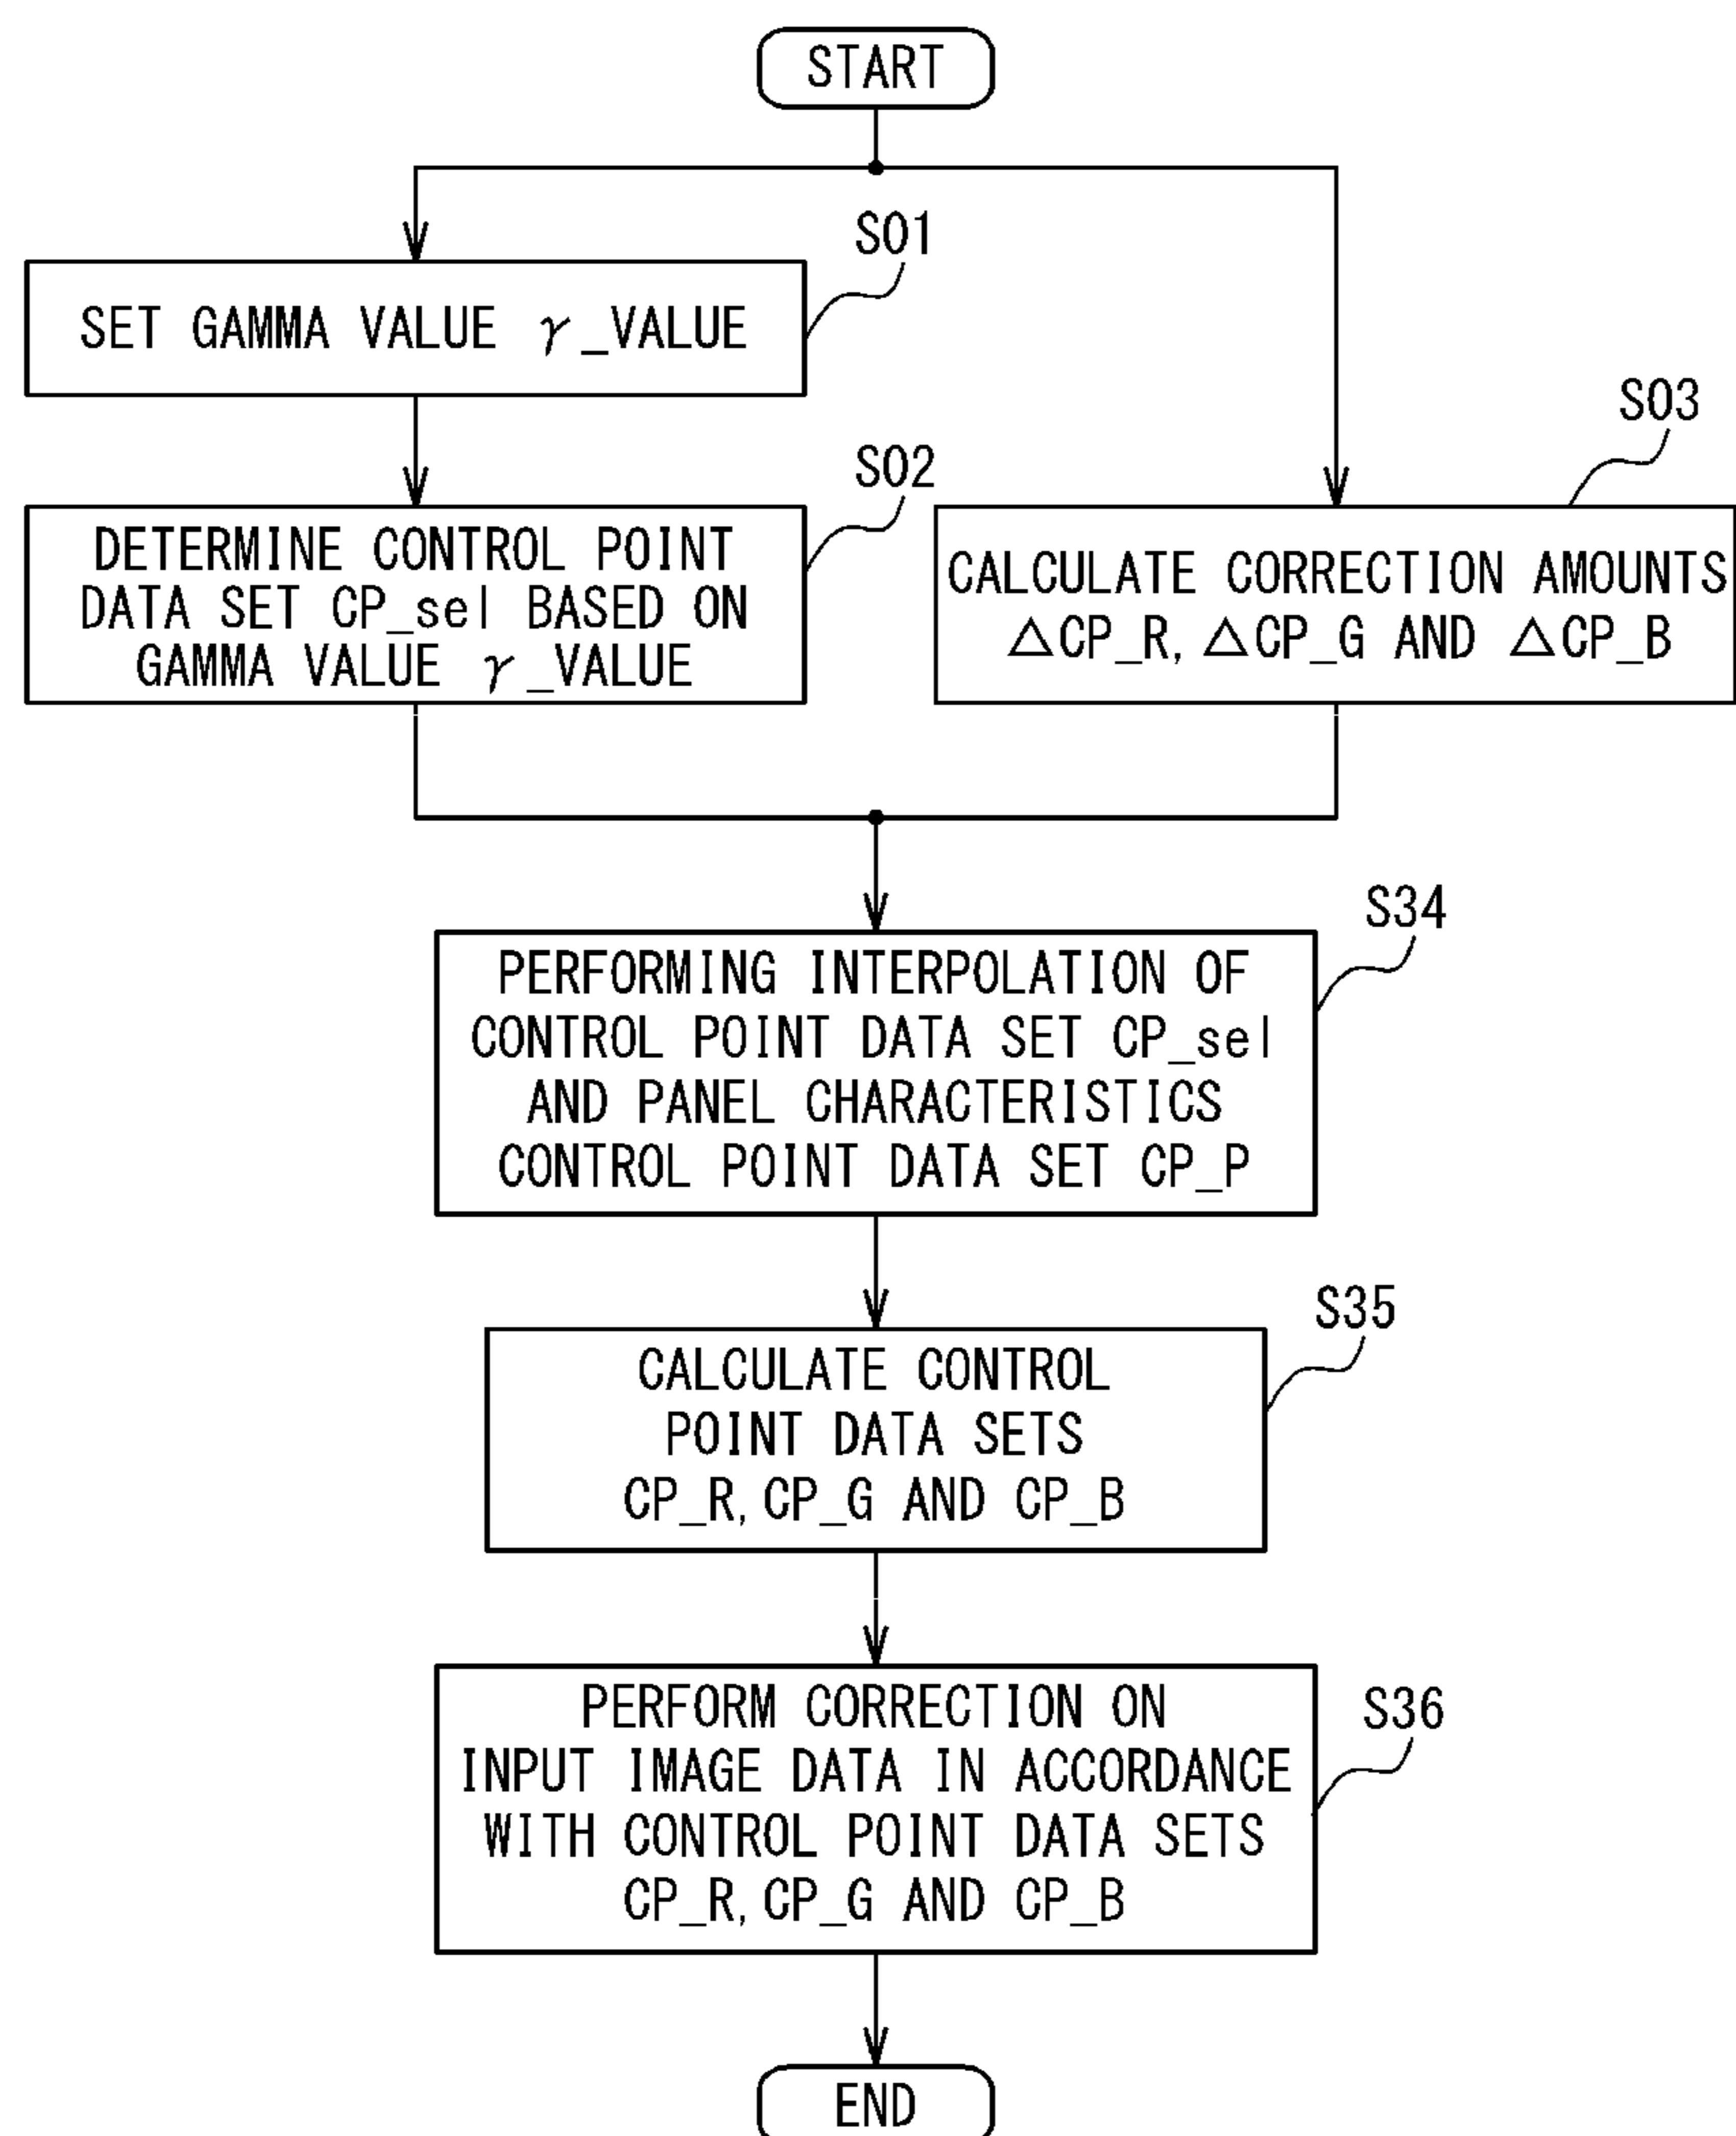 START
S01
SET GAMMA VALUE γ_VALUE
S02
DETERMINE CONTROL POINT
DATA SET CP_sel BASED ON
GAMMA VALUE γ_VALUE
S03
CALCULATE CORRECTION AMOUNTS
△CP_R, △CP_G AND △CP_B
S34
PERFORMING INTERPOLATION OF
CONTROL POINT DATA SET CP_sel
AND PANEL CHARACTERISTICS
CONTROL POINT DATA SET CP_P
S35
CALCULATE CONTROL
POINT DATA SETS
CP_R, CP_G AND CP_B
S36
PERFORM CORRECTION ON
INPUT IMAGE DATA IN ACCORDANCE
WITH CONTROL POINT DATA SETS
CP_R, CP_G AND CP_B
END